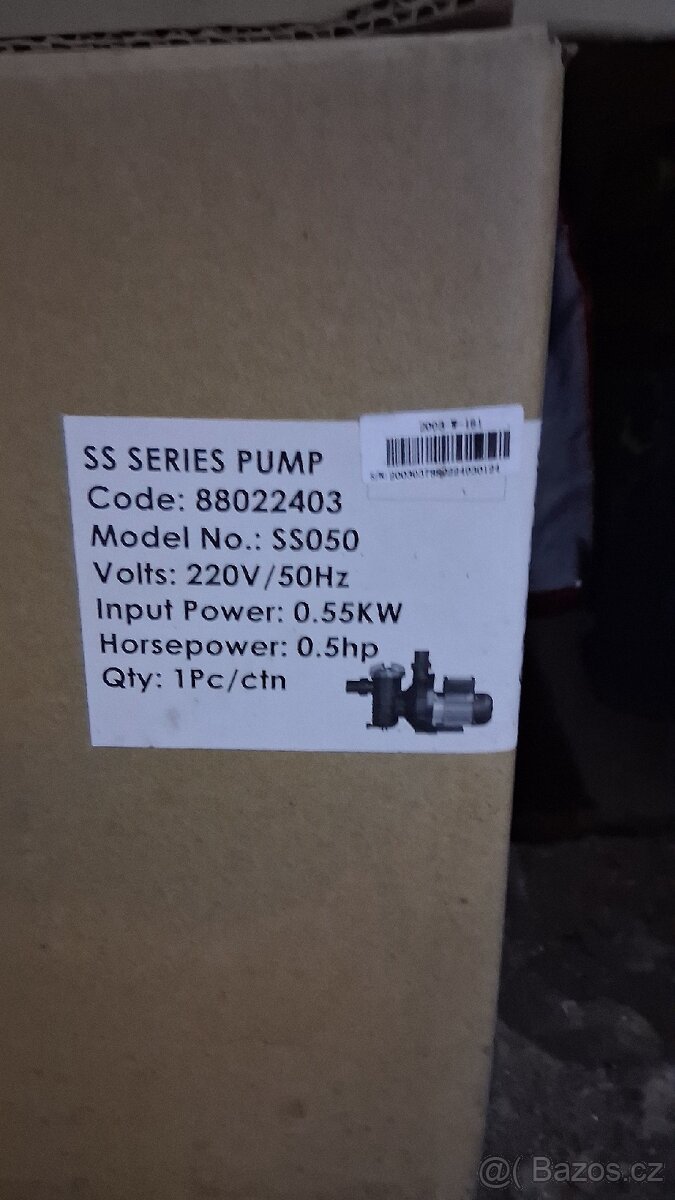 SS SERIES PUMP
Code: 88022403
Model No.: SS050
Volts: 220V/50Hz
Input Power: 0.55KW
Horsepower: 0.5hp
Qty: 1Pc/ctn
@( Bazos.cz